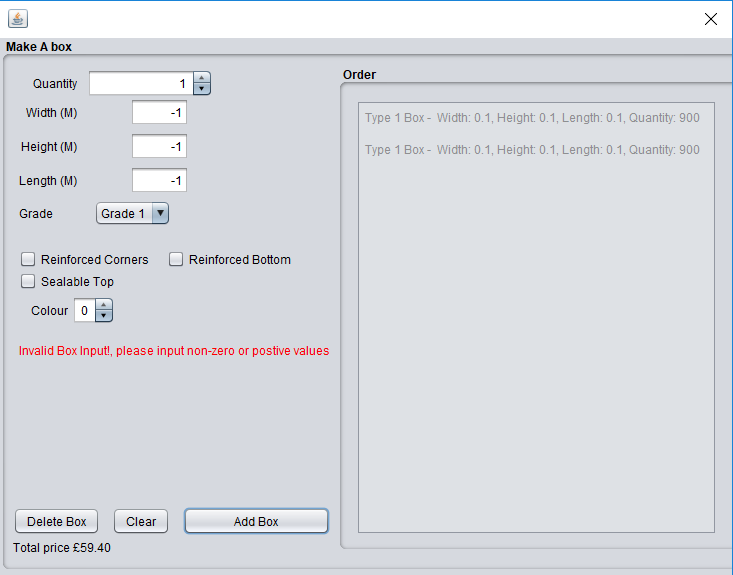 Make A box
Quantity 1
Width (M) -1
Height (M) -1
Length (M) -1
Grade Grade 1
Reinforced Corners Reinforced Bottom
Sealable Top
Colour 0
Invalid Box Input!, please input non-zero or postive values
Delete Box Clear Add Box
Total price £59.40
Order
Type 1 Box - Width: 0.1, Height: 0.1, Length: 0.1, Quantity: 900
Type 1 Box - Width: 0.1, Height: 0.1, Length: 0.1, Quantity: 900